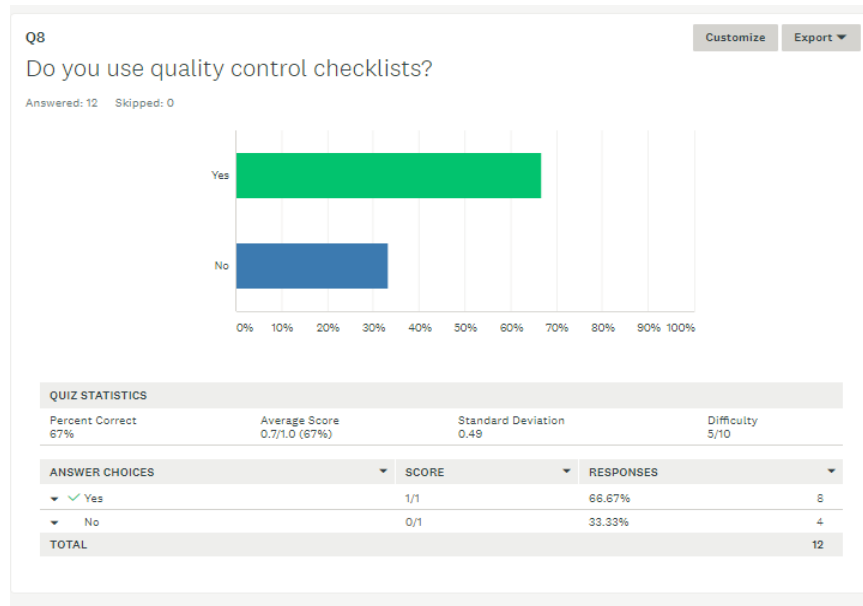 Q8
Customize
Export
Do you use quality control checklists?
Answered: 12 Skipped: 0
Yes
No
0% 10% 20% 30% 40% 50% 60% 70% 80% 90% 100%
QUIZ STATISTICS
Percent Correct Average Score Standard Deviation Difficulty
67% 0.7/1.0 (67%) 0.49 5/10
ANSWER CHOICES SCORE RESPONSES
Yes 1/1 66.67% 8
No 0/1 33.33% 4
TOTAL 12